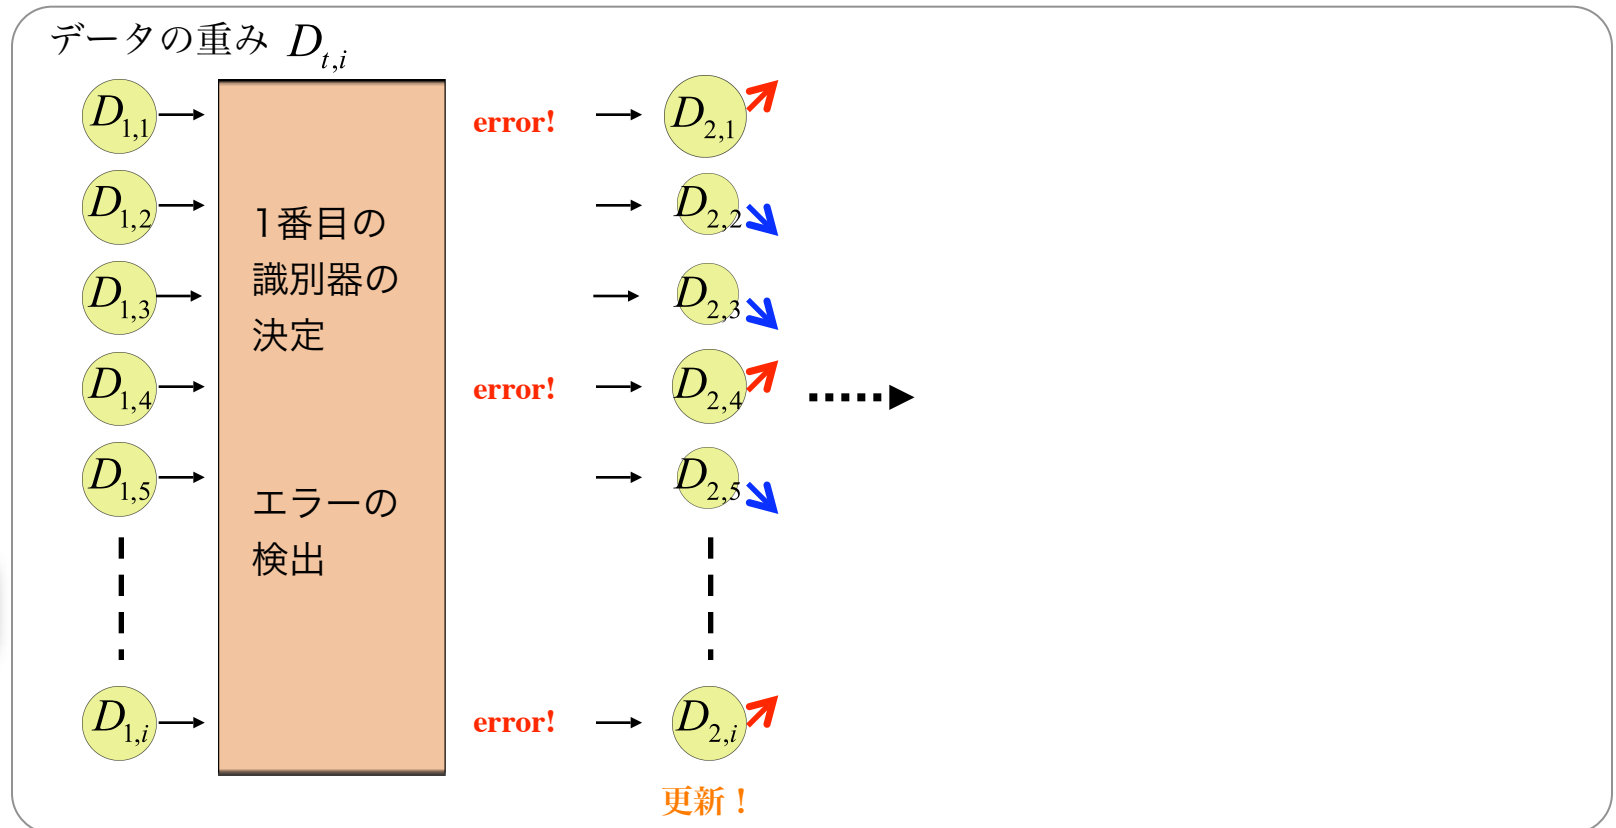 データの重み D_{t,i}
D_{1,1} error! D_{2,1}
D_{1,2} D_{2,2}
1番目の
識別器の
決定
D_{1,3} D_{2,3}
D_{1,4} error! D_{2,4}
D_{1,5} D_{2,5}
エラーの
検出
D_{1,i} error! D_{2,i}
更新！